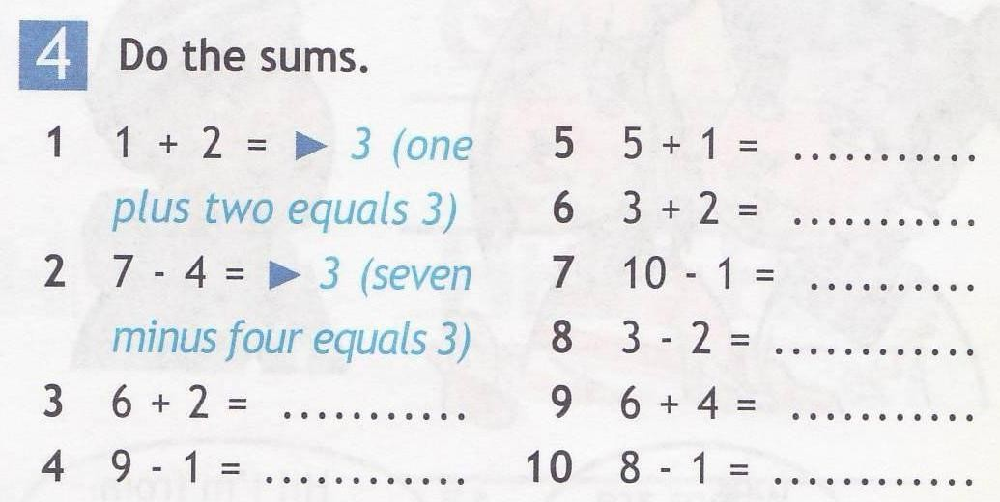 4 Do the sums.
1 1 + 2 = ▶ 3 (one
plus two equals 3)
2 7 - 4 = ▶ 3 (seven
minus four equals 3)
3 6 + 2 = ...........
4 9 - 1 = ............
5 5 + 1 = ...........
6 3 + 2 = ...........
7 10 - 1 = ..........
8 3 - 2 = ............
9 6 + 4 = ...........
10 8 - 1 = ............